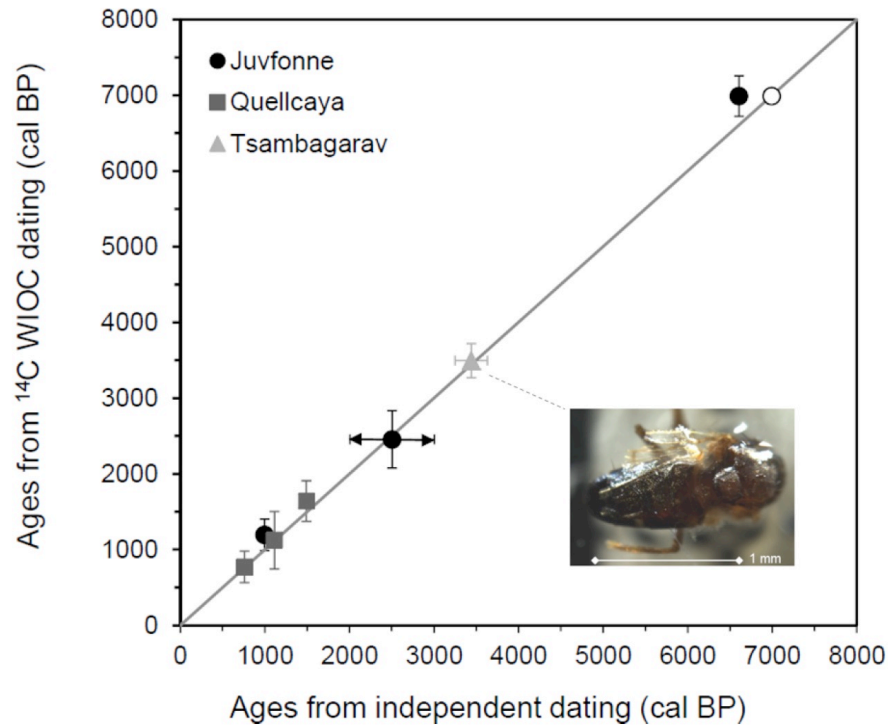 8000
7000
6000
5000
4000
3000
2000
1000
0
Ages from ¹⁴C WIOC dating (cal BP)
Juvfonne
Quellcaya
Tsambagarav
1 mm
0 1000 2000 3000 4000 5000 6000 7000 8000
Ages from independent dating (cal BP)